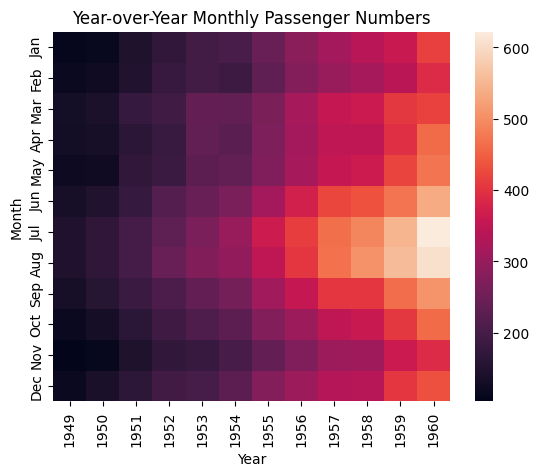 Year-over-Year Monthly Passenger Numbers
Month
Jan
Feb
Mar
Apr
May
Jun
Jul
Aug
Sep
Oct
Nov
Dec
1949 1950 1951 1952 1953 1954 1955 1956 1957 1958 1959 1960
Year
600
500
400
300
200